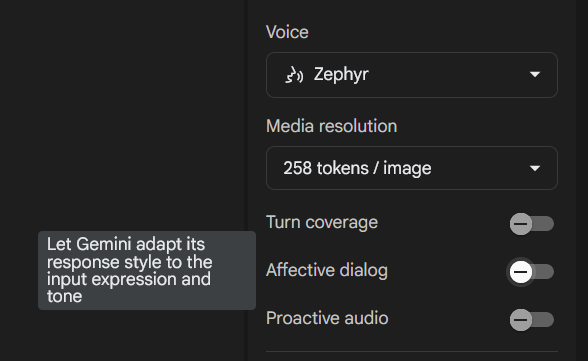 Voice
Zephyr
Media resolution
258 tokens / image
Turn coverage
Let Gemini adapt its
response style to the
input expression and
tone
Affective dialog
Proactive audio